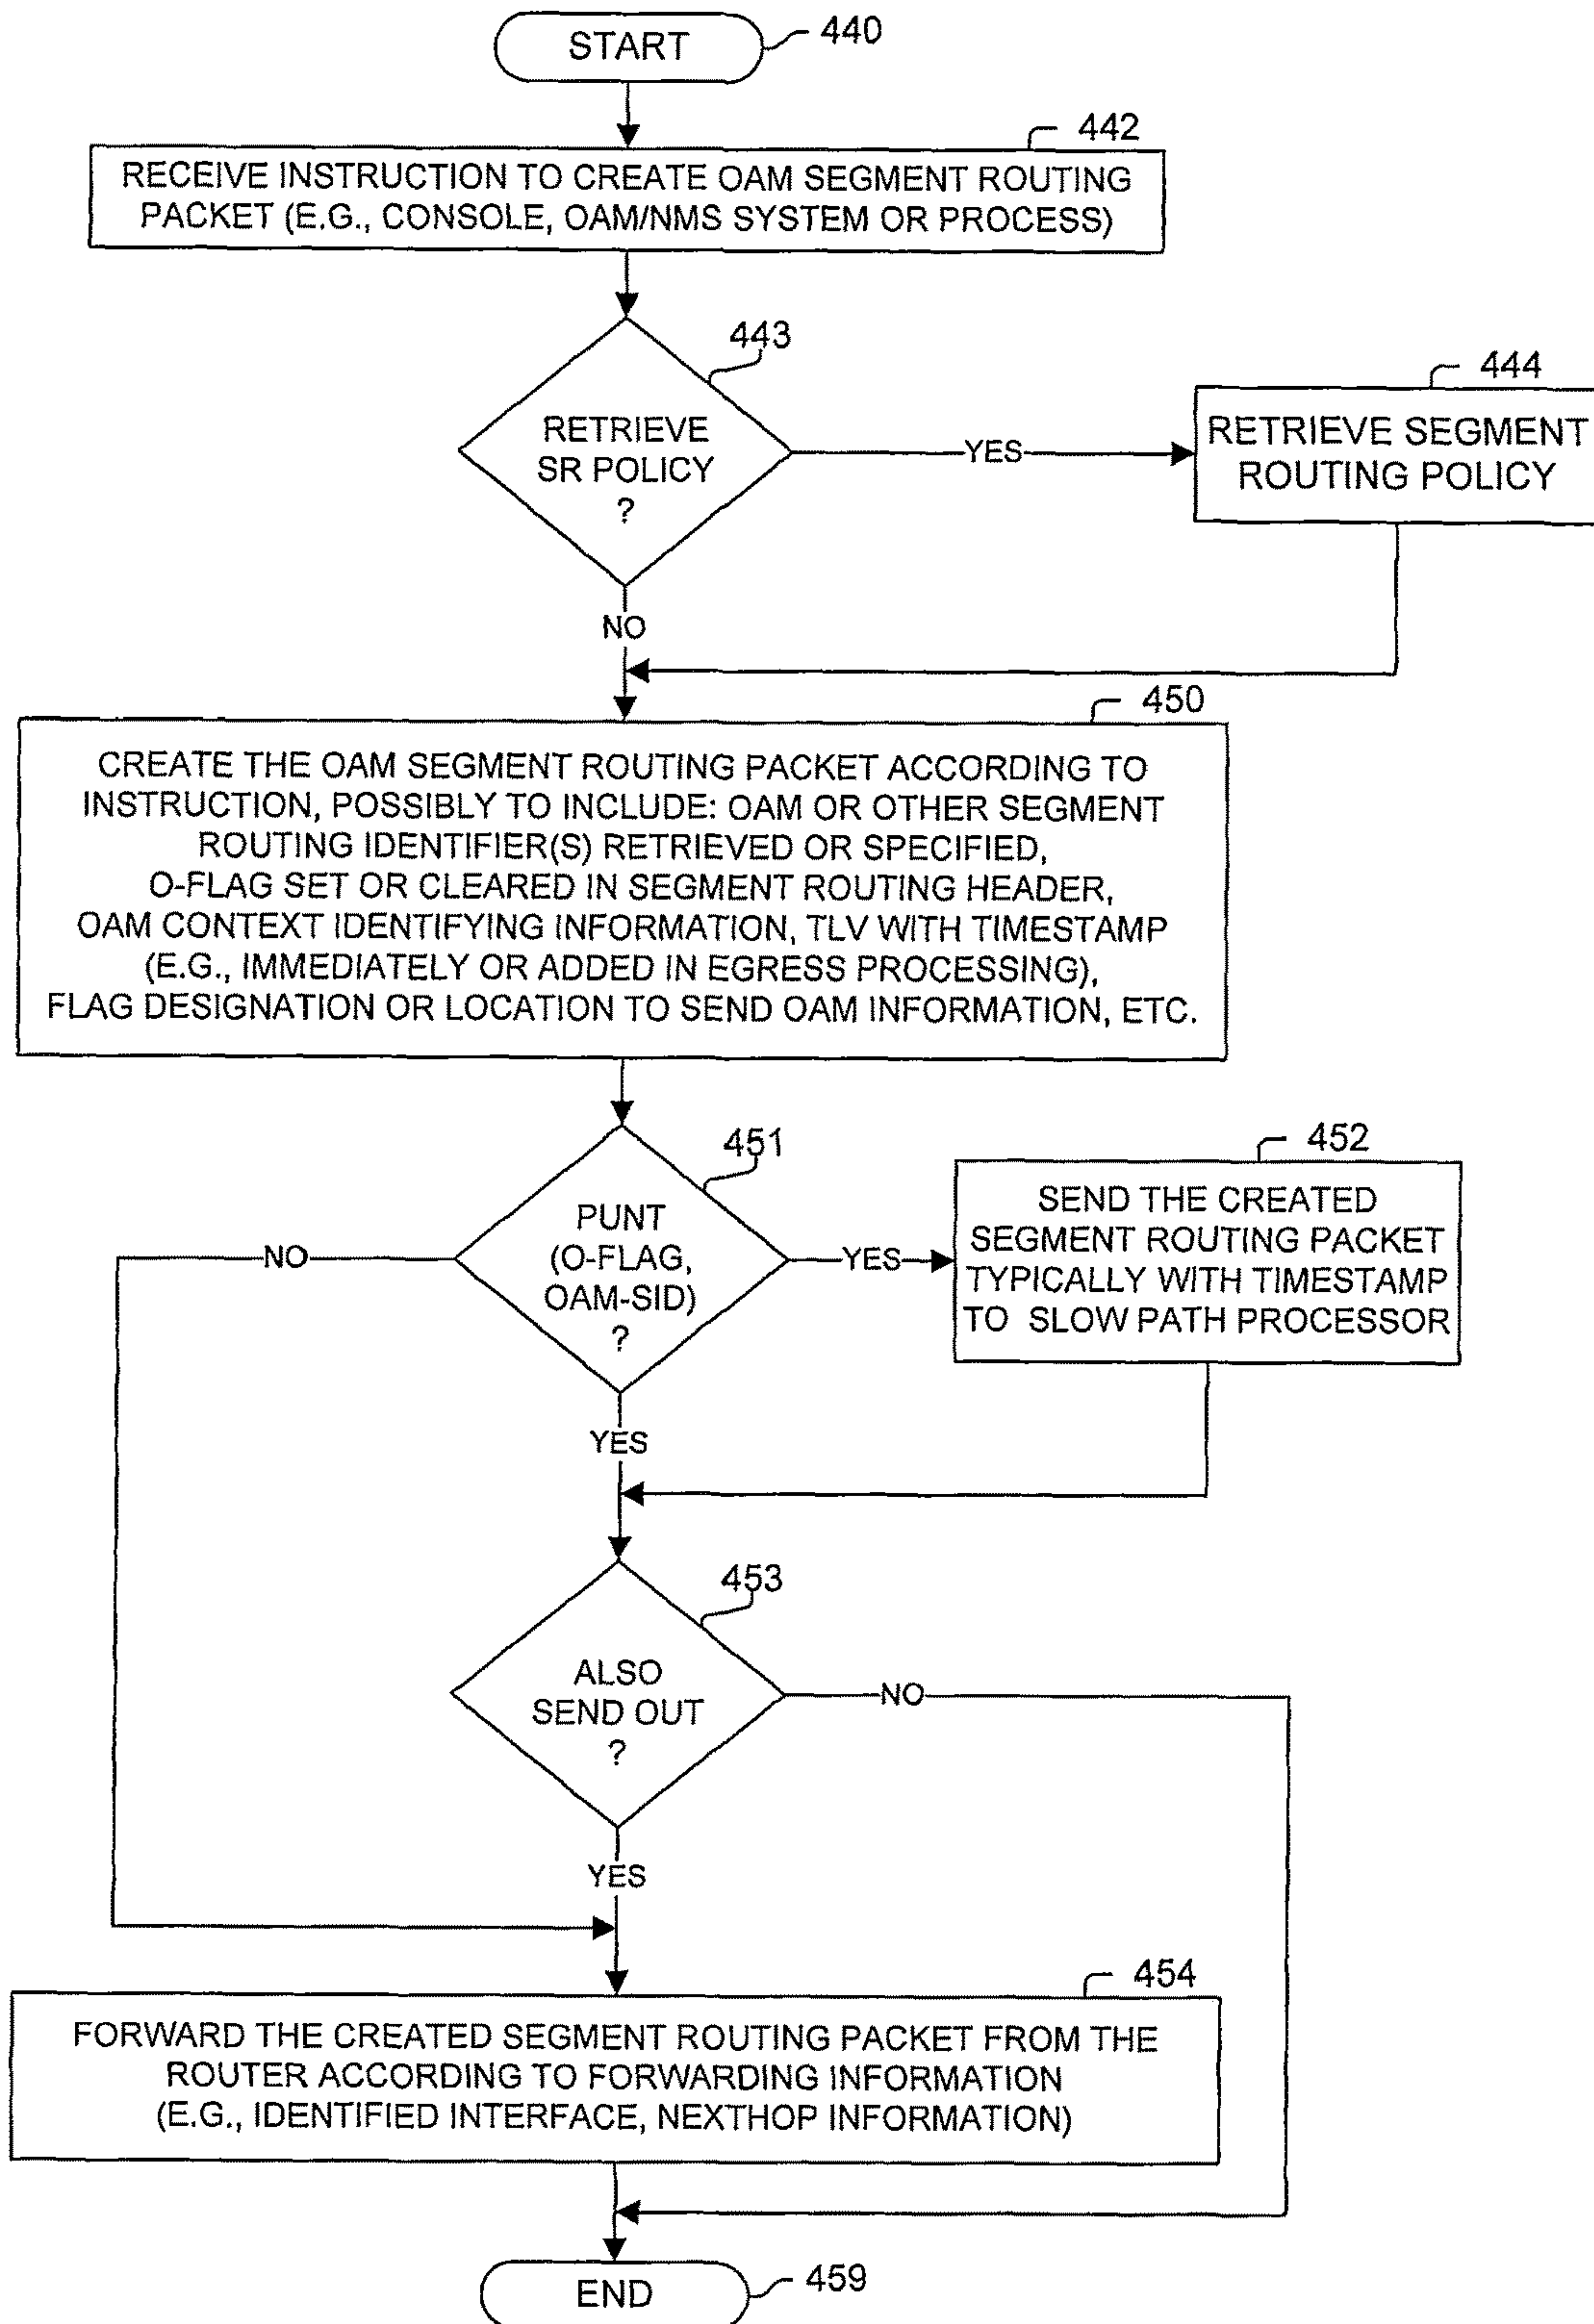 START
440
442
RECEIVE INSTRUCTION TO CREATE OAM SEGMENT ROUTING
PACKET (E.G., CONSOLE, OAM/NMS SYSTEM OR PROCESS)
443
RETRIEVE
SR POLICY
?
YES
444
RETRIEVE SEGMENT
ROUTING POLICY
NO
450
CREATE THE OAM SEGMENT ROUTING PACKET ACCORDING TO
INSTRUCTION, POSSIBLY TO INCLUDE: OAM OR OTHER SEGMENT
ROUTING IDENTIFIER(S) RETRIEVED OR SPECIFIED,
O-FLAG SET OR CLEARED IN SEGMENT ROUTING HEADER,
OAM CONTEXT IDENTIFYING INFORMATION, TLV WITH TIMESTAMP
(E.G., IMMEDIATELY OR ADDED IN EGRESS PROCESSING),
FLAG DESIGNATION OR LOCATION TO SEND OAM INFORMATION, ETC.
451
PUNT
(O-FLAG,
OAM-SID)
?
NO
YES
452
SEND THE CREATED
SEGMENT ROUTING PACKET
TYPICALLY WITH TIMESTAMP
TO SLOW PATH PROCESSOR
YES
453
ALSO
SEND OUT
?
NO
YES
454
FORWARD THE CREATED SEGMENT ROUTING PACKET FROM THE
ROUTER ACCORDING TO FORWARDING INFORMATION
(E.G., IDENTIFIED INTERFACE, NEXTHOP INFORMATION)
END
459